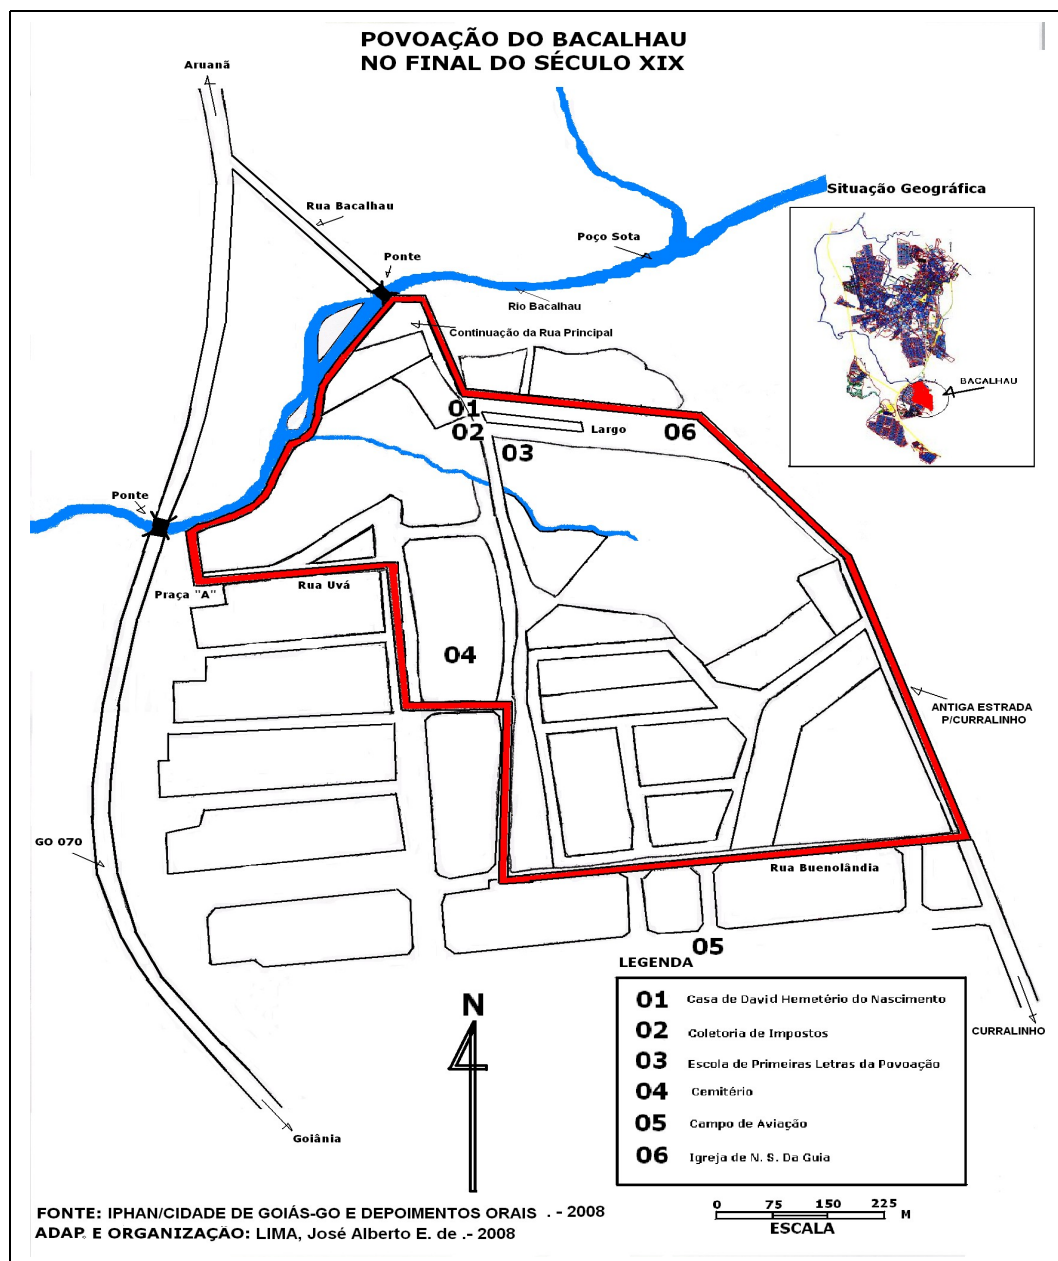 POVOAÇÃO DO BACALHAU
NO FINAL DO SÉCULO XIX
Aruanã
Situação Geográfica
Rua Bacalhau
Poço Sota
Ponte
Rio Bacalhau
Continuação da Rua Principal
BACALHAU
01
02
Largo
06
03
Ponte
Rua Uvá
Praça "A"
04
ANTIGA ESTRADA
P/CURRALINHO
GO 070
Rua Buenolândia
05
LEGENDA
N
01 Casa de David Hemetério do Nascimento
02 Coletoria de Impostos
03 Escola de Primeiras Letras da Povoação
04 Cemitério
05 Campo de Aviação
06 Igreja de N. S. Da Guia
CURRALINHO
Goiânia
0 75 150 225 M
ESCALA
FONTE: IPHAN/CIDADE DE GOIÁS-GO E DEPOIMENTOS ORAIS . - 2008
ADAP. E ORGANIZAÇÃO: LIMA, José Alberto E. de .- 2008